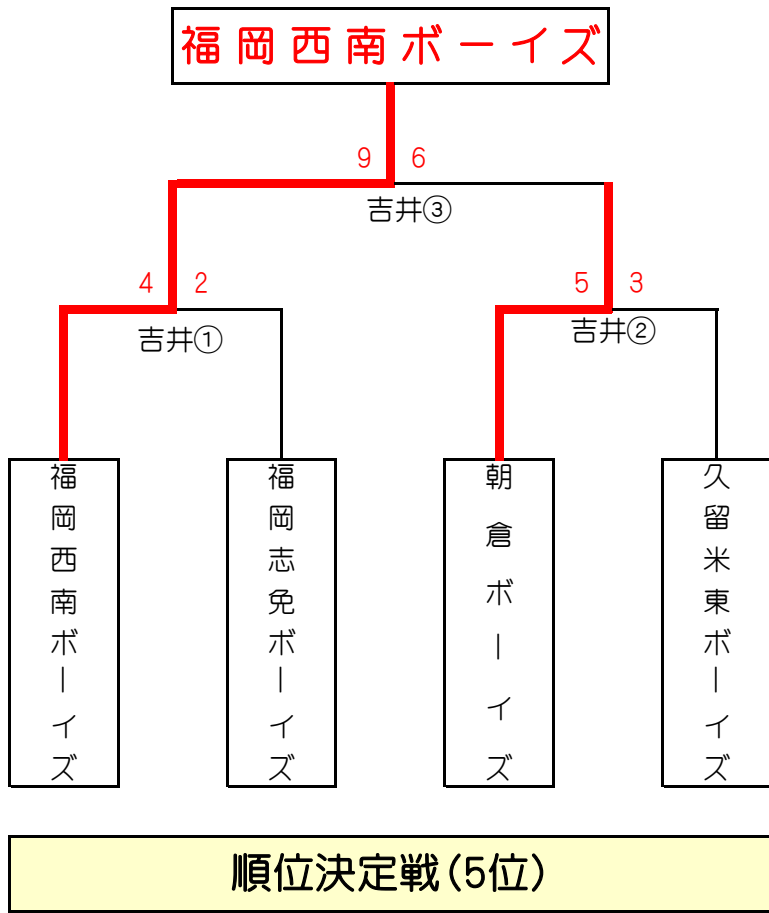 福岡西南ボーイズ
9 6
吉井③
4 2
5 3
吉井①
吉井②
福岡西南ボーイズ
福岡志免ボーイズ
朝倉ボーイズ
久留米東ボーイズ
順位決定戦(5位)